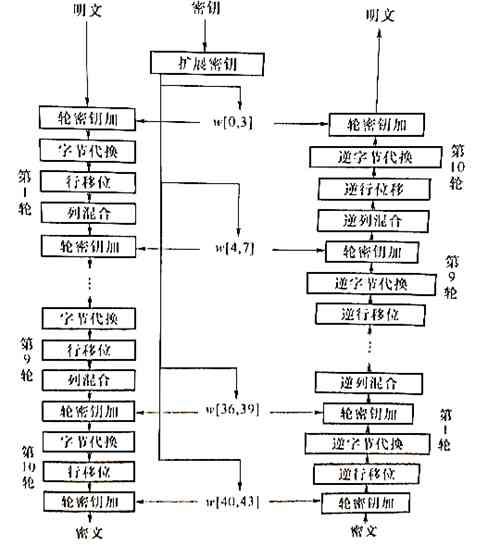 明文
密钥
明文
扩展密钥
轮密钥加
w[0,3]
轮密钥加
字节代换
逆字节代换
行移位
逆行位移
列混合
逆列混合
第1轮
第10轮
轮密钥加
w[4,7]
轮密钥加
逆字节代换
逆行移位
第9轮
字节代换
行移位
列混合
逆列混合
第9轮
轮密钥加
w[36,39]
轮密钥加
字节代换
逆字节代换
行移位
逆行移位
第10轮
第1轮
轮密钥加
w[40,43]
轮密钥加
密文
密文